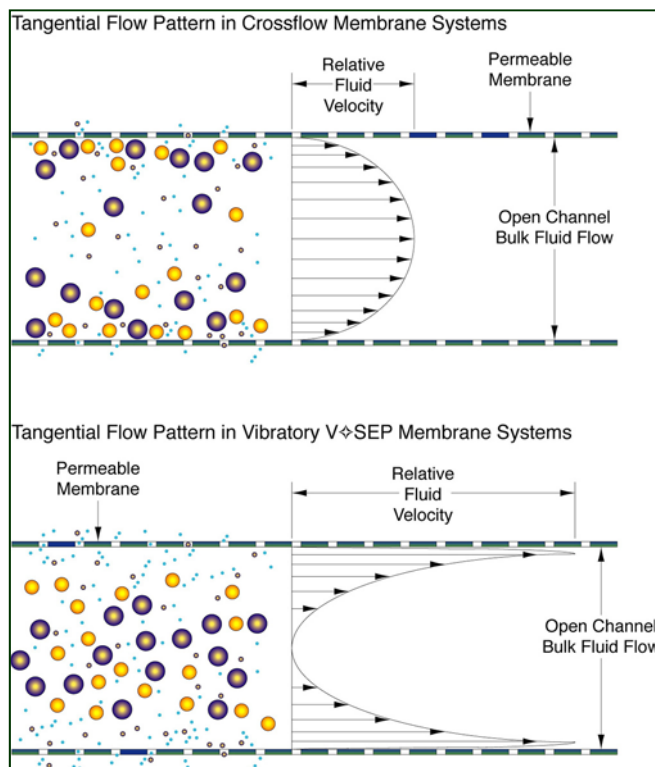 Tangential Flow Pattern in Crossflow Membrane Systems
Relative
Fluid
Velocity
Permeable
Membrane
Open Channel
Bulk Fluid Flow
Tangential Flow Pattern in Vibratory V✧SEP Membrane Systems
Permeable
Membrane
Relative
Fluid
Velocity
Open Channel
Bulk Fluid Flow